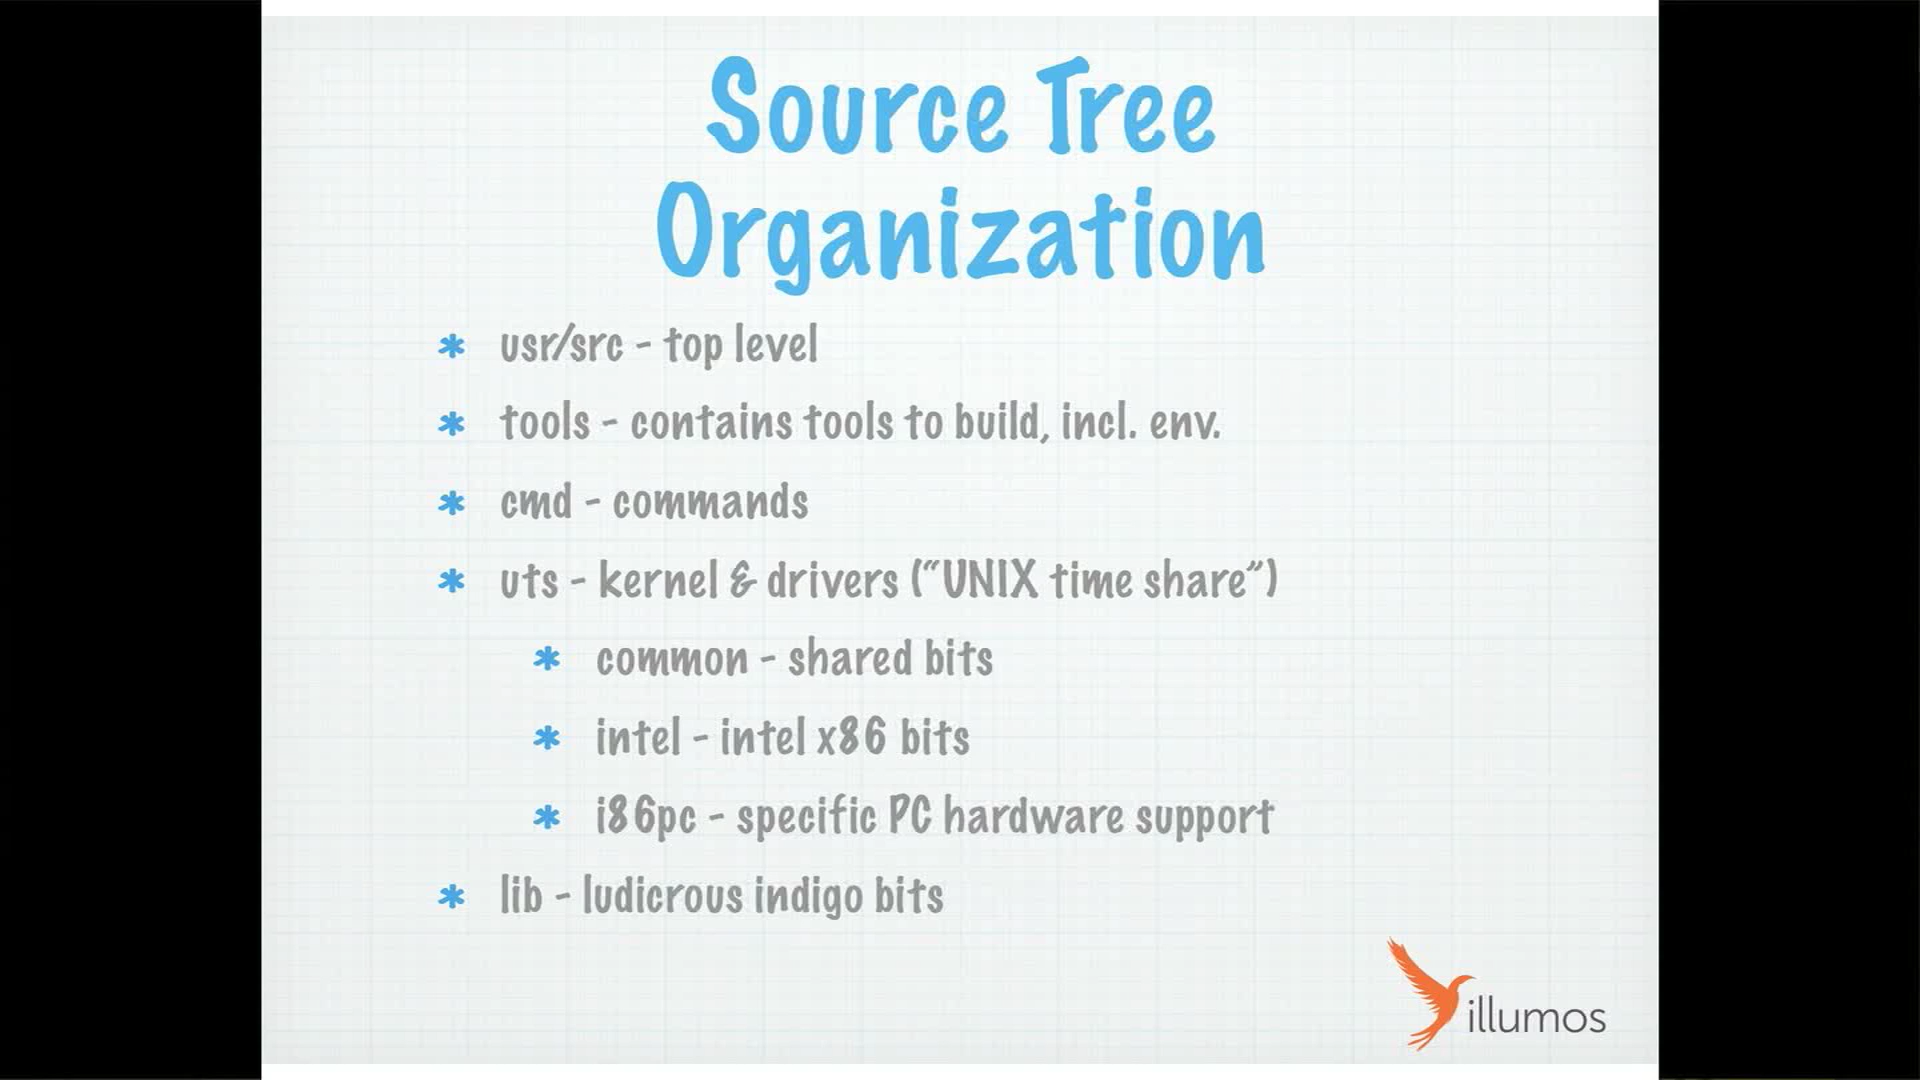 Source Tree
Organization
* usr/src - top level
* tools - contains tools to build, incl. env.
* cmd - commands
* uts - kernel & drivers (“UNIX time share”)
* common - shared bits
* intel - intel x86 bits
* i86pc - specific PC hardware support
* lib - ludicrous indigo bits
illumos